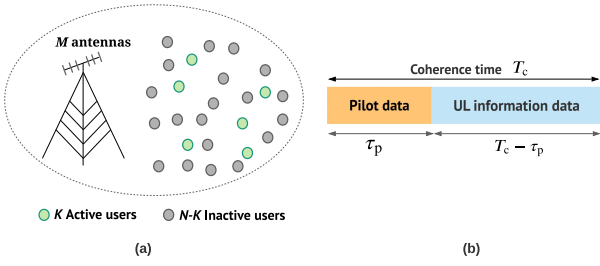 M antennas
K Active users
N-K Inactive users
(a)
Coherence time T_c
Pilot data
UL information data
τ_p
T_c − τ_p
(b)